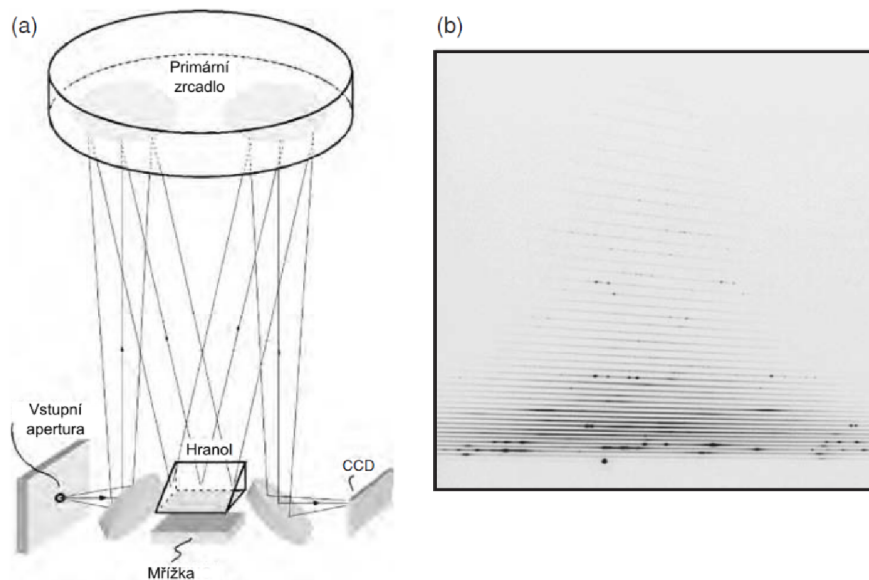 (a)
Primární
zrcadlo
Vstupní
apertura
Hranol
CCD
Mřížka
(b)